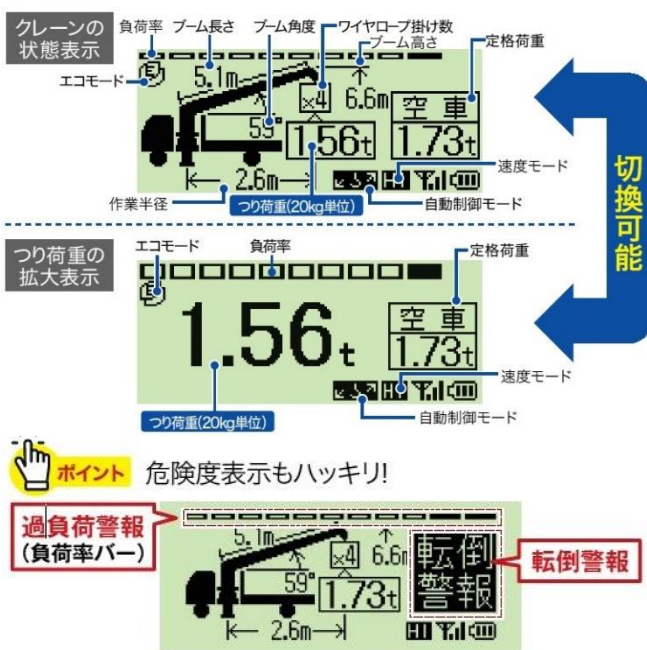 クレーンの
状態表示
負荷率 ブーム長さ ブーム角度 ワイヤロープ掛け数
ブーム高さ
定格荷重
エコモード
5.1m
×4 6.6m
空車
59°
1.56t
1.73t
2.6m
HI
速度モード
作業半径
つり荷重(20kg単位)
自動制御モード
切換可能
つり荷重の
拡大表示
エコモード
負荷率
定格荷重
1.56t
空車
1.73t
HI
速度モード
つり荷重(20kg単位)
自動制御モード
ポイント 危険度表示もハッキリ!
過負荷警報
(負荷率バー)
5.1m
×4 6.6m
転倒
警報
59°
1.73t
転倒警報
2.6m
HI